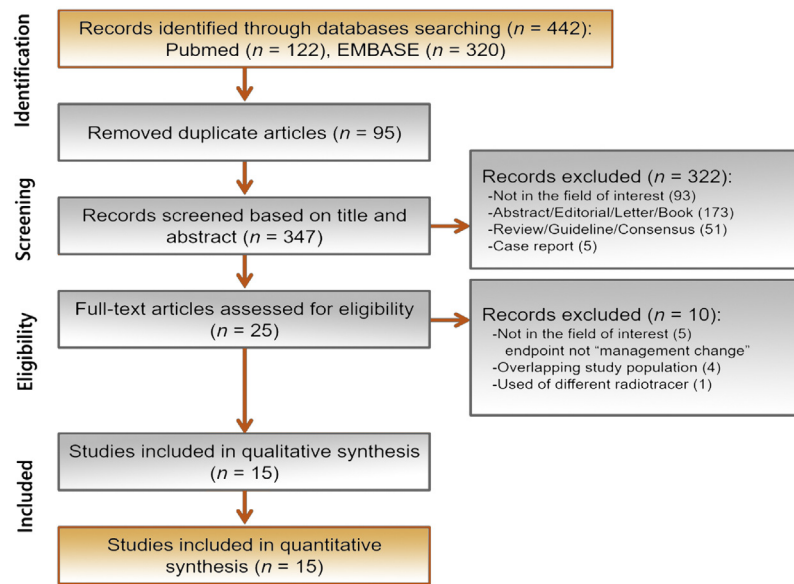 Identification
Records identified through databases searching (n = 442):
Pubmed (n = 122), EMBASE (n = 320)
Removed duplicate articles (n = 95)
Screening
Records screened based on title and
abstract (n = 347)
Records excluded (n = 322):
-Not in the field of interest (93)
-Abstract/Editorial/Letter/Book (173)
-Review/Guideline/Consensus (51)
-Case report (5)
Eligibility
Full-text articles assessed for eligibility
(n = 25)
Records excluded (n = 10):
-Not in the field of interest (5)
endpoint not “management change”
-Overlapping study population (4)
-Used of different radiotracer (1)
Included
Studies included in qualitative synthesis
(n = 15)
Studies included in quantitative
synthesis (n = 15)